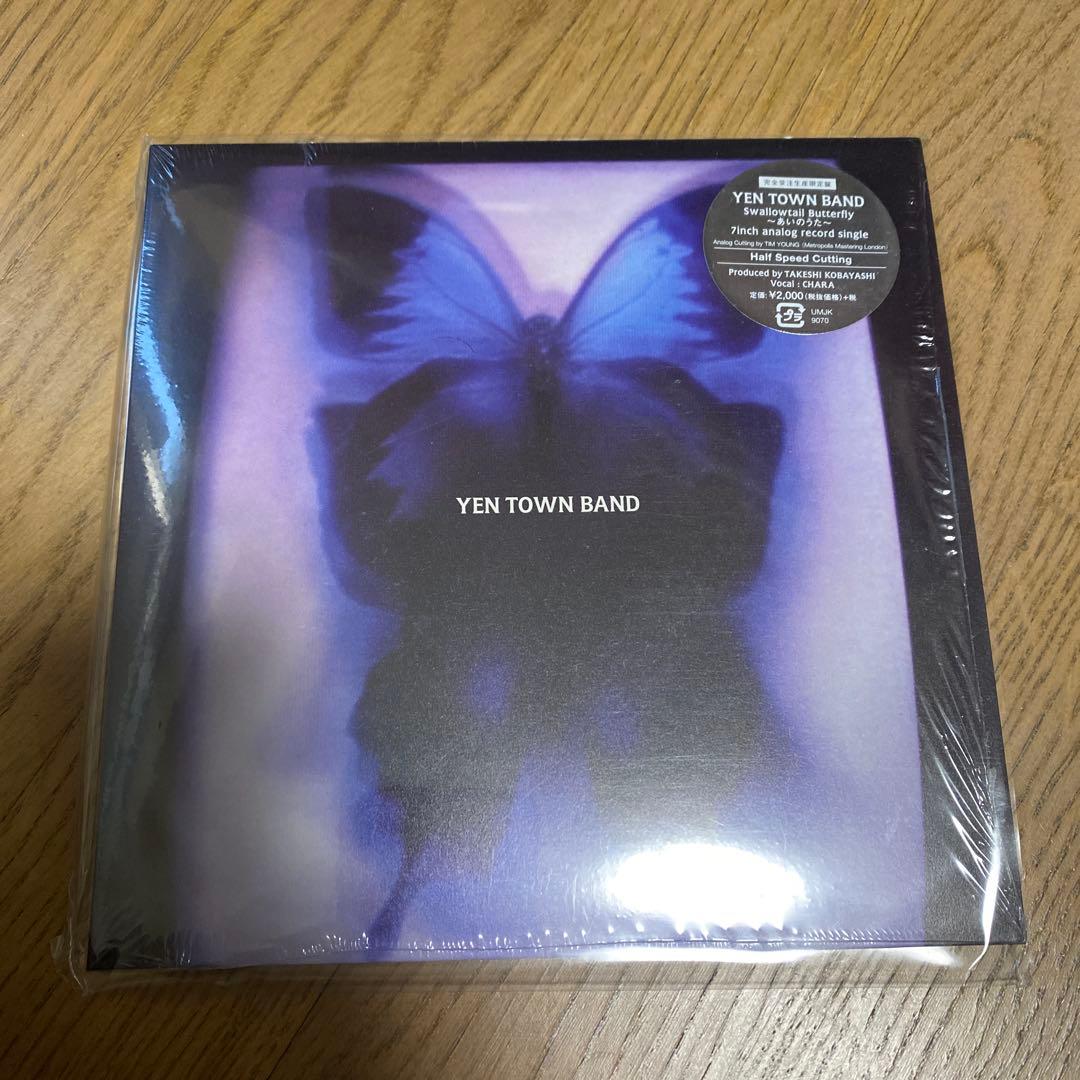 完全受注生産限定盤
YEN TOWN BAND
Swallowtail Butterfly
～あいのうた～
7inch analog record single
Analog Cutting by TIM YOUNG (Metropolis Mastering London)
Half Speed Cutting
Produced by TAKESHI KOBAYASHI
Vocal : CHARA
定価: ¥2,000(税抜価格)+税
UMJK
9070
YEN TOWN BAND